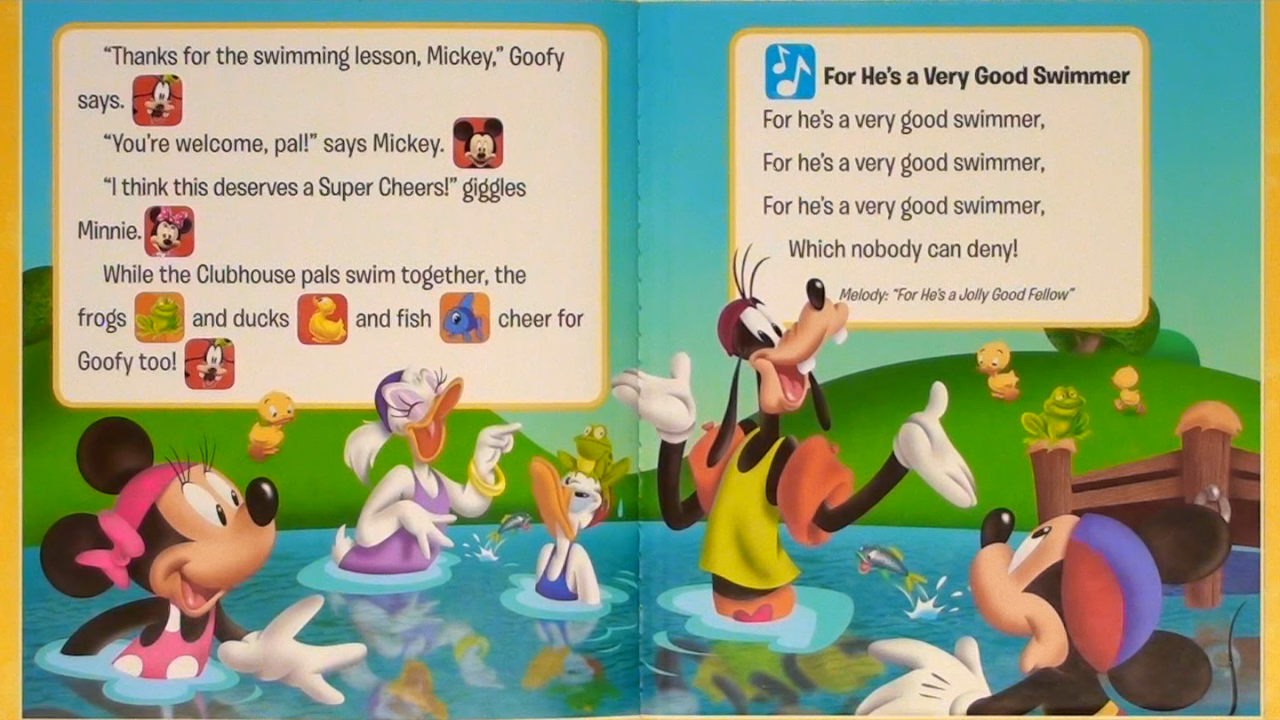 “Thanks for the swimming lesson, Mickey,” Goofy
says.
“You’re welcome, pal!” says Mickey.
“I think this deserves a Super Cheers!” giggles
Minnie.
While the Clubhouse pals swim together, the
frogs and ducks and fish cheer for
Goofy too!
For He’s a Very Good Swimmer
For he’s a very good swimmer,
For he’s a very good swimmer,
For he’s a very good swimmer,
Which nobody can deny!
Melody: “For He’s a Jolly Good Fellow”